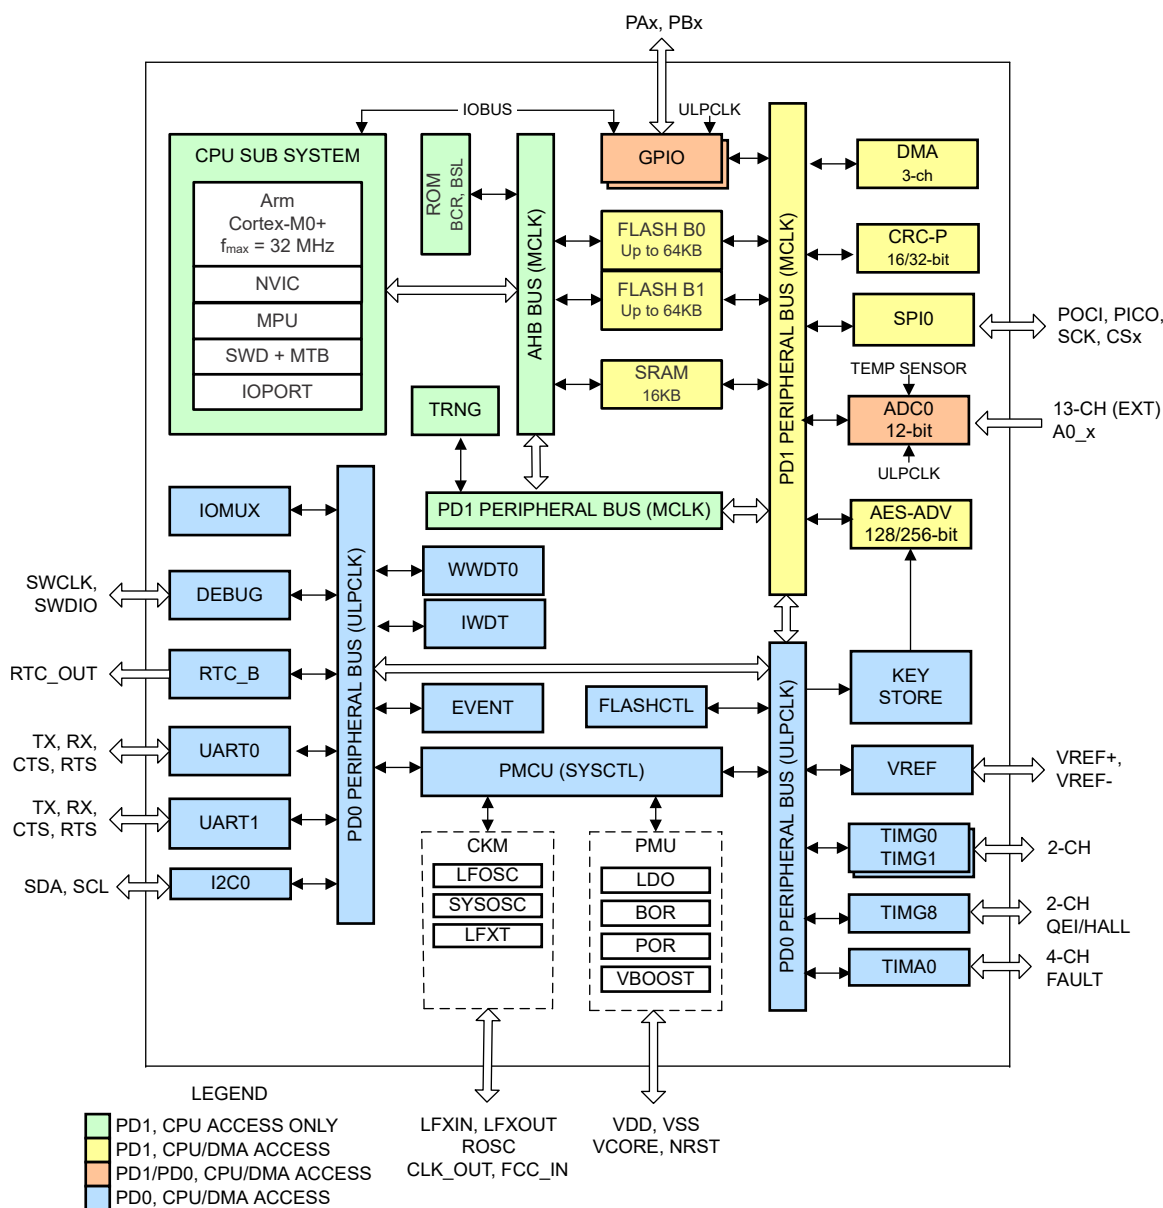 PAx, PBx
IOBUS
ULPCLK
CPU SUB SYSTEM
Arm
Cortex-M0+
fmax = 32 MHz
NVIC
MPU
SWD + MTB
IOPORT
ROM
BCR, BSL
AHB BUS (MCLK)
GPIO
FLASH B0
Up to 64KB
FLASH B1
Up to 64KB
SRAM
16KB
TRNG
PD1 PERIPHERAL BUS (MCLK)
PD1 PERIPHERAL BUS (MCLK)
DMA
3-ch
CRC-P
16/32-bit
SPI0
POCI, PICO,
SCK, CSx
TEMP SENSOR
ADC0
12-bit
13-CH (EXT)
A0_x
ULPCLK
AES-ADV
128/256-bit
IOMUX
SWCLK,
SWDIO
DEBUG
RTC_OUT
RTC_B
TX, RX,
CTS, RTS
UART0
TX, RX,
CTS, RTS
UART1
SDA, SCL
I2C0
PD0 PERIPHERAL BUS (ULPCLK)
WWDT0
IWDT
EVENT
FLASHCTL
PMCU (SYSCTL)
CKM
LFOSC
SYSOSC
LFXT
PMU
LDO
BOR
POR
VBOOST
PD0 PERIPHERAL BUS (ULPCLK)
KEY
STORE
VREF
VREF+,
VREF-
TIMG0
TIMG1
2-CH
TIMG8
2-CH
QEI/HALL
TIMA0
4-CH
FAULT
LFXIN, LFXOUT
ROSC
CLK_OUT, FCC_IN
VDD, VSS
VCORE, NRST
LEGEND
PD1, CPU ACCESS ONLY
PD1, CPU/DMA ACCESS
PD1/PD0, CPU/DMA ACCESS
PD0, CPU/DMA ACCESS